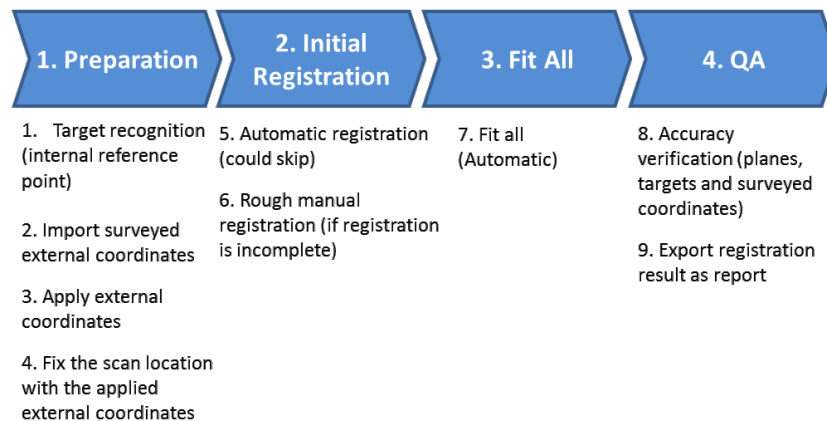 1. Preparation
2. Initial
Registration
3. Fit All
4. QA
1. Target recognition
(internal reference
point)
2. Import surveyed
external coordinates
3. Apply external
coordinates
4. Fix the scan location
with the applied
external coordinates
5. Automatic registration
(could skip)
6. Rough manual
registration (if registration
is incomplete)
7. Fit all
(Automatic)
8. Accuracy
verification (planes,
targets and surveyed
coordinates)
9. Export registration
result as report